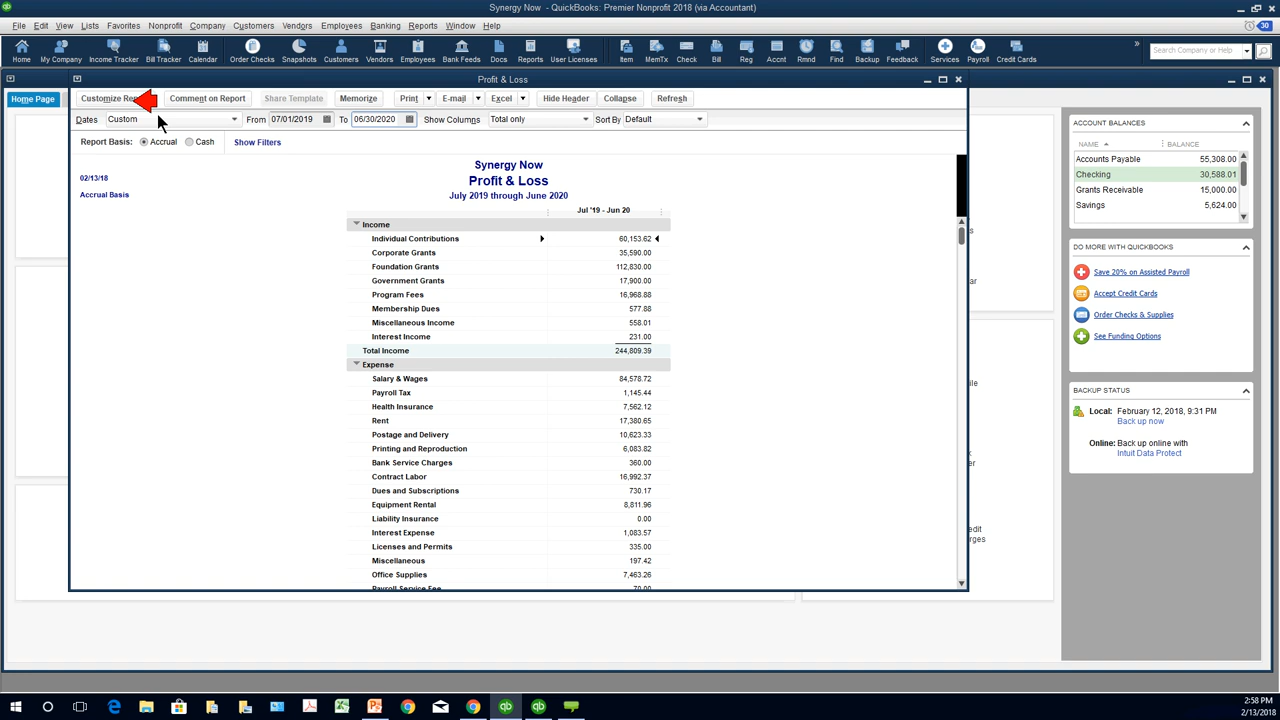 Synergy Now - QuickBooks: Premier Nonprofit 2018 (via Accountant)
File Edit View Lists Favorites Nonprofit Company Customers Vendors Employees Banking Reports Window Help 30
Home My Company Income Tracker Bill Tracker Calendar Order Checks Snapshots Customers Vendors Employees Bank Feeds Docs Reports User Licenses Item MemTx Check Bill Reg Accnt Rmnd Find Backup Feedback Services Payroll Credit Cards » Search Company or Help
Profit & Loss
Home Page
Customize Comment on Report Share Template Memorize Print E-mail Excel Hide Header Collapse Refresh
Dates Custom From 07/01/2019 To 06/30/2020 Show Columns Total only Sort By Default
Report Basis: Accrual Cash Show Filters
Synergy Now
02/13/18 Profit & Loss
Accrual Basis July 2019 through June 2020
Jul '19 - Jun 20
Income
Individual Contributions 60,153.62
Corporate Grants 35,590.00
Foundation Grants 112,830.00
Government Grants 17,900.00
Program Fees 16,968.88
Membership Dues 577.88
Miscellaneous Income 558.01
Interest Income 231.00
Total Income 244,809.39
Expense
Salary & Wages 84,578.72
Payroll Tax 1,145.44
Health Insurance 7,562.12
Rent 17,380.65
Postage and Delivery 10,623.33
Printing and Reproduction 6,083.82
Bank Service Charges 360.00
Contract Labor 16,992.37
Dues and Subscriptions 730.17
Equipment Rental 8,811.96
Liability Insurance 0.00
Interest Expense 1,083.57
Licenses and Permits 335.00
Miscellaneous 197.42
Office Supplies 7,463.26
Payroll Service Fee 70.00
ACCOUNT BALANCES
NAME BALANCE
Accounts Payable 55,308.00
Checking 30,588.01
Grants Receivable 15,000.00
Savings 5,624.00
DO MORE WITH QUICKBOOKS
Save 20% on Assisted Payroll
Accept Credit Cards
Order Checks & Supplies
See Funding Options
BACKUP STATUS
Local: February 12, 2018, 9:31 PM
Back up now
Online: Back up online with
Intuit Data Protect
2:58 PM
2/13/2018